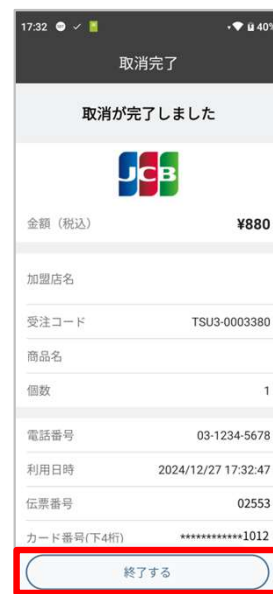 17:32 40%
取消完了
取消が完了しました
JCB
金額（税込） ¥880
加盟店名
受注コード TSU3-0003380
商品名
個数 1
電話番号 03-1234-5678
利用日時 2024/12/27 17:32:47
伝票番号 02553
カード番号(下4桁) ************1012
終了する